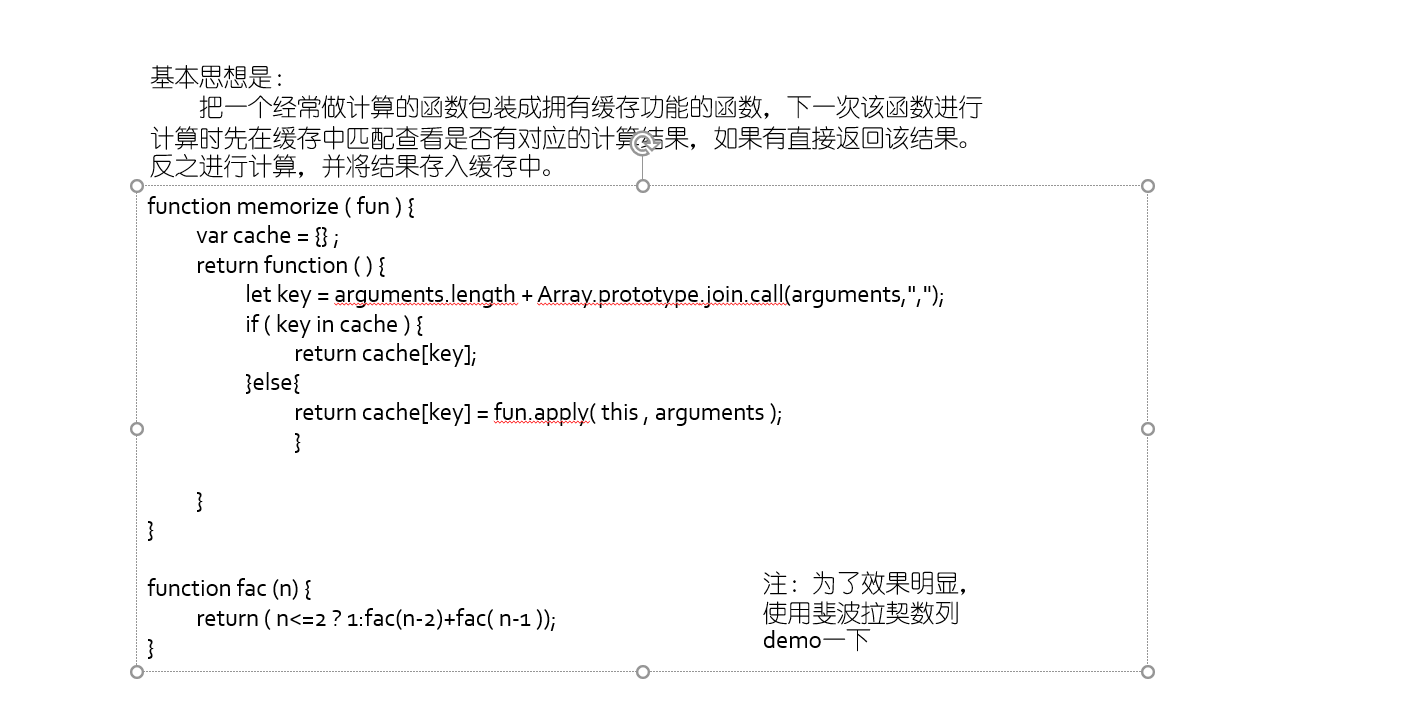 基本思想是：
把一个经常做计算的函数包装成拥有缓存功能的函数，下一次该函数进行
计算时先在缓存中匹配查看是否有对应的计算结果，如果有直接返回该结果。
反之进行计算，并将结果存入缓存中。
function memorize ( fun ) {
var cache = {} ;
return function ( ) {
let key = arguments.length + Array.prototype.join.call(arguments,",");
if ( key in cache ) {
return cache[key];
}else{
return cache[key] = fun.apply( this , arguments );
}
}
}
function fac (n) {
return ( n<=2 ? 1:fac(n-2)+fac( n-1 ));
}
注：为了效果明显，
使用斐波拉契数列
demo一下